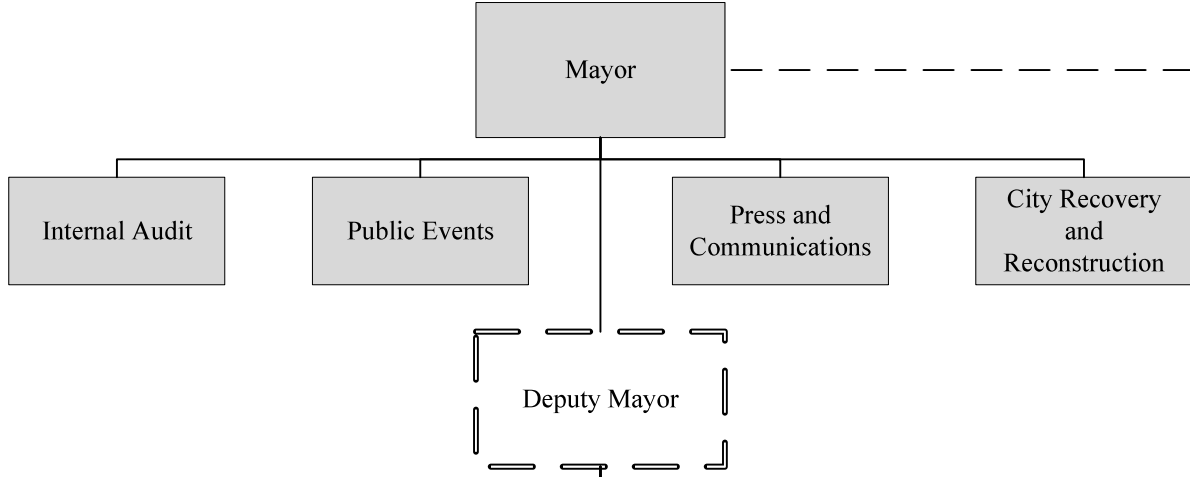 Mayor
Internal Audit
Public Events
Press and
Communications
City Recovery
and
Reconstruction
Deputy Mayor